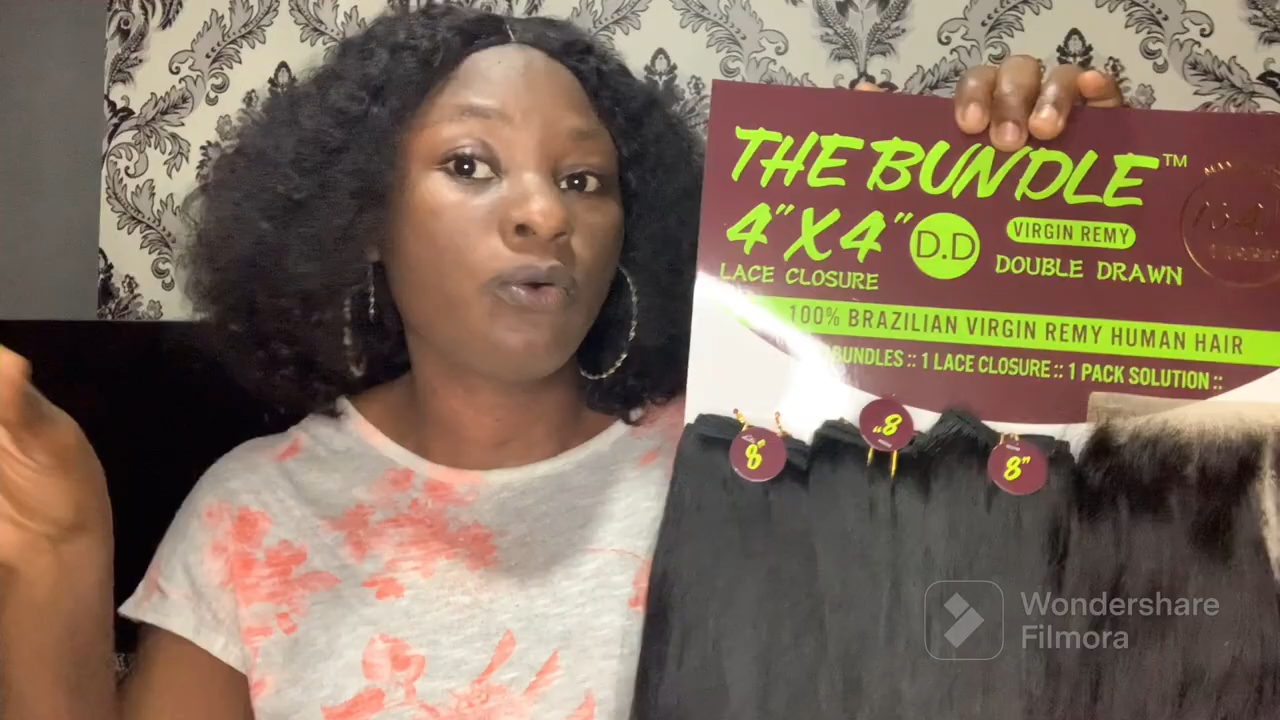 THE BUNDLE™
4"X4" D.D
VIRGIN REMY
LACE CLOSURE
DOUBLE DRAWN
100% BRAZILIAN VIRGIN REMY HUMAN HAIR
BUNDLES :: 1 LACE CLOSURE :: 1 PACK SOLUTION ::
8"
8"
8"
Wondershare
Filmora